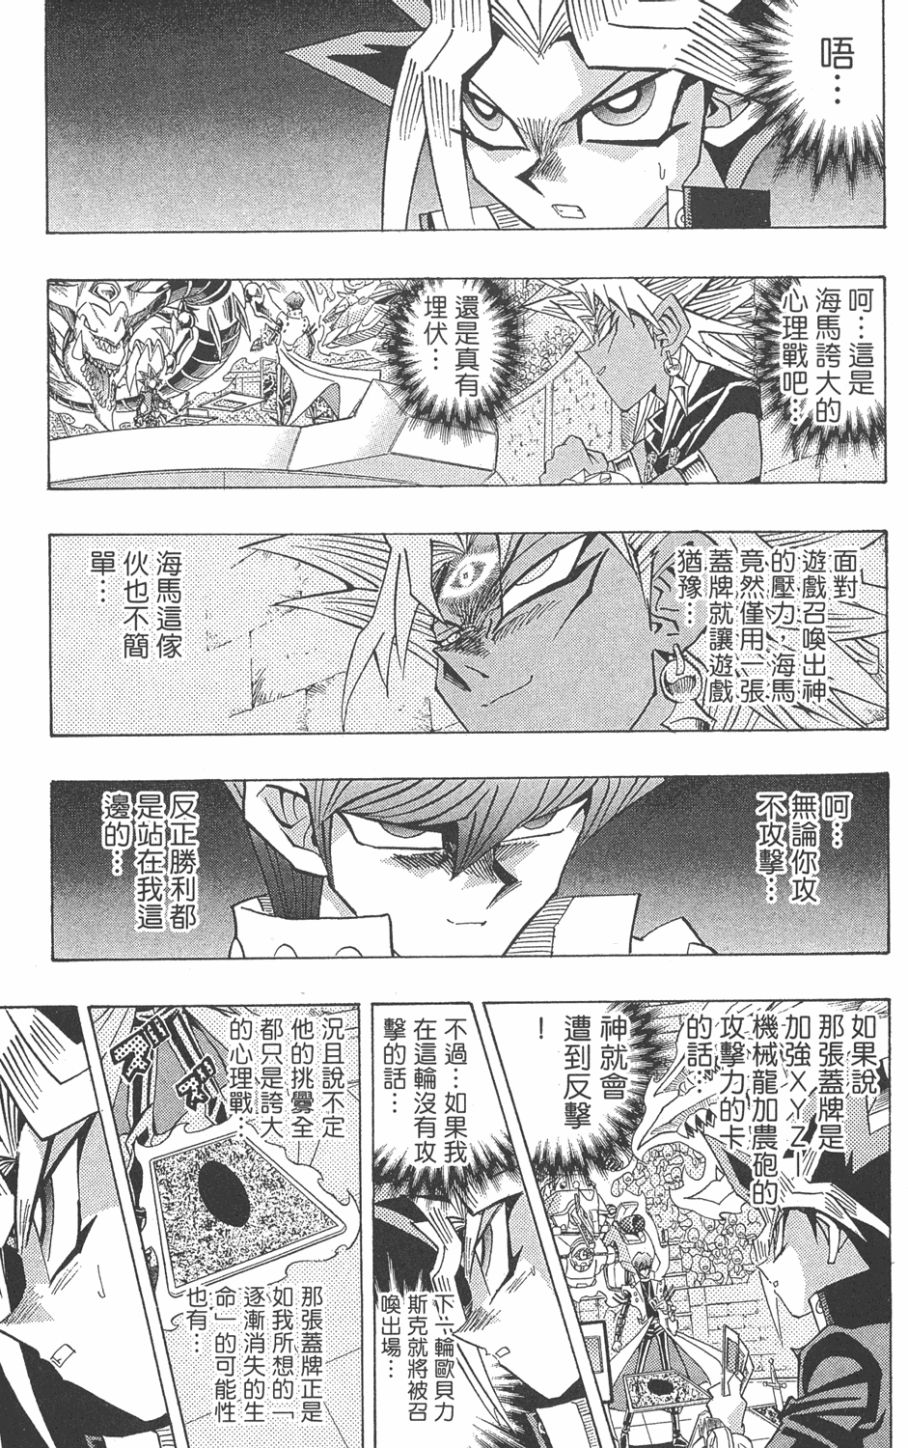 唔…
呵…這是
海馬誇大的
心理戰吧…
還是真有
埋伏…
面對
遊戲召喚出神
的壓力，海馬
竟然僅用一張
蓋牌就讓遊戲
猶豫…
海馬這傢
伙也不簡
單…
呵…
無論你攻
不攻擊…
反正勝利都
是站在我這
邊的…
如果說
那張蓋牌是
加強XYZ—
機械龍加農砲的
攻擊力的卡
的話…
神就會
遭到反擊
！
不過…如果我
在這輪沒有攻
擊的話…
下一輪歐貝力
斯克就將被召
喚出場…
況且說不定
他的挑釁全
都只是誇大
的心理戰…
那張蓋牌正是
如我所想的「
逐漸消失的生
命」的可能性
也有…